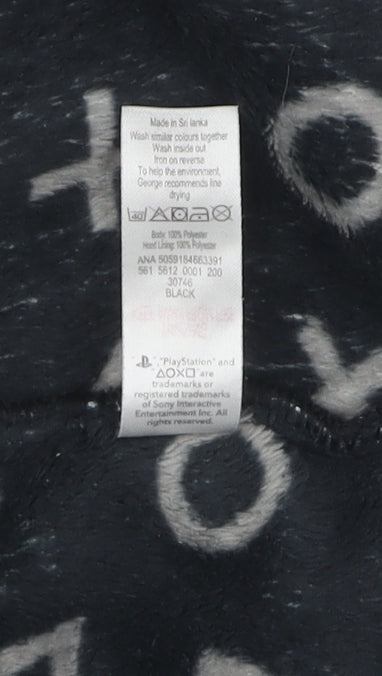 Made in Sri lanka
Wash similar colours together
Wash inside out
Iron on reverse
To help the environment,
George recommends line
drying
40
Body: 100% Polyester
Hood Lining: 100% Polyester
ANA 5059184663391
561 5612 0001 200
30746
BLACK
"PlayStation" and
are
trademarks or
registered trademarks
of Sony Interactive
Entertainment Inc. All
rights reserved.